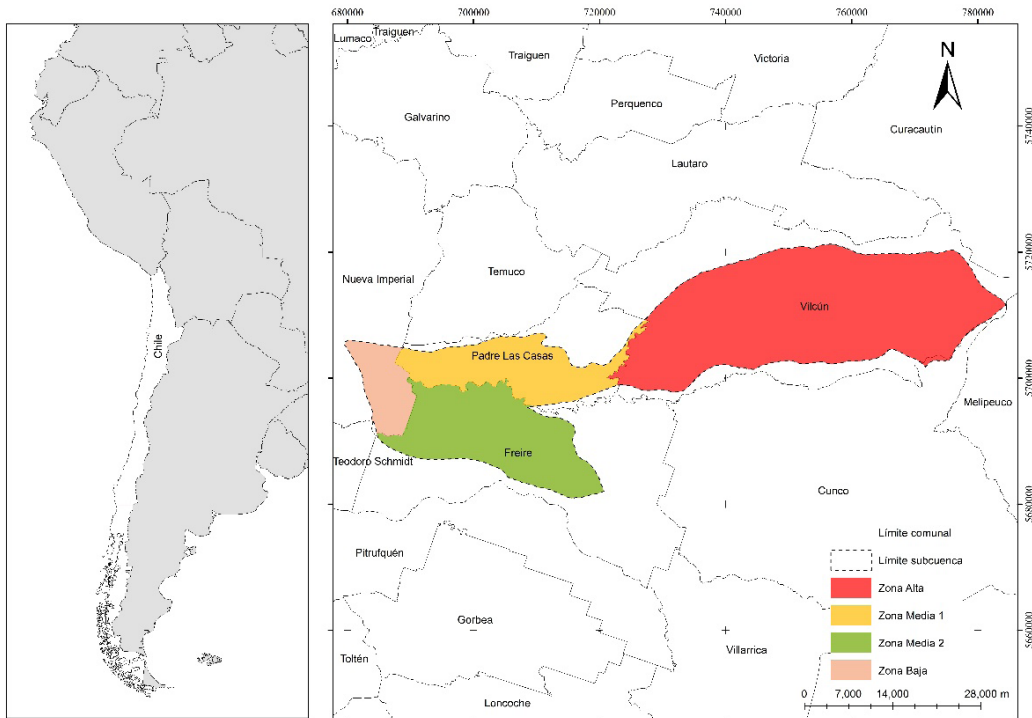 680000 700000 720000 740000 760000 780000
Chile
Lumaco
Traiguen
Traiguen
Victoria
N
Perquenco
Galvarino
Curacautín
5740000
Lautaro
5720000
Nueva Imperial
Temuco
Vilcún
Padre Las Casas
5700000
Melipeuco
Freire
Teodoro Schmidt
Cunco
5680000
Límite comunal
Pitrufquén
Límite subcuenca
Zona Alta
Gorbea
Zona Media 1
5660000
Zona Media 2
Villarrica
Toltén
Zona Baja
Loncoche
0 7,000 14,000 28,000 m